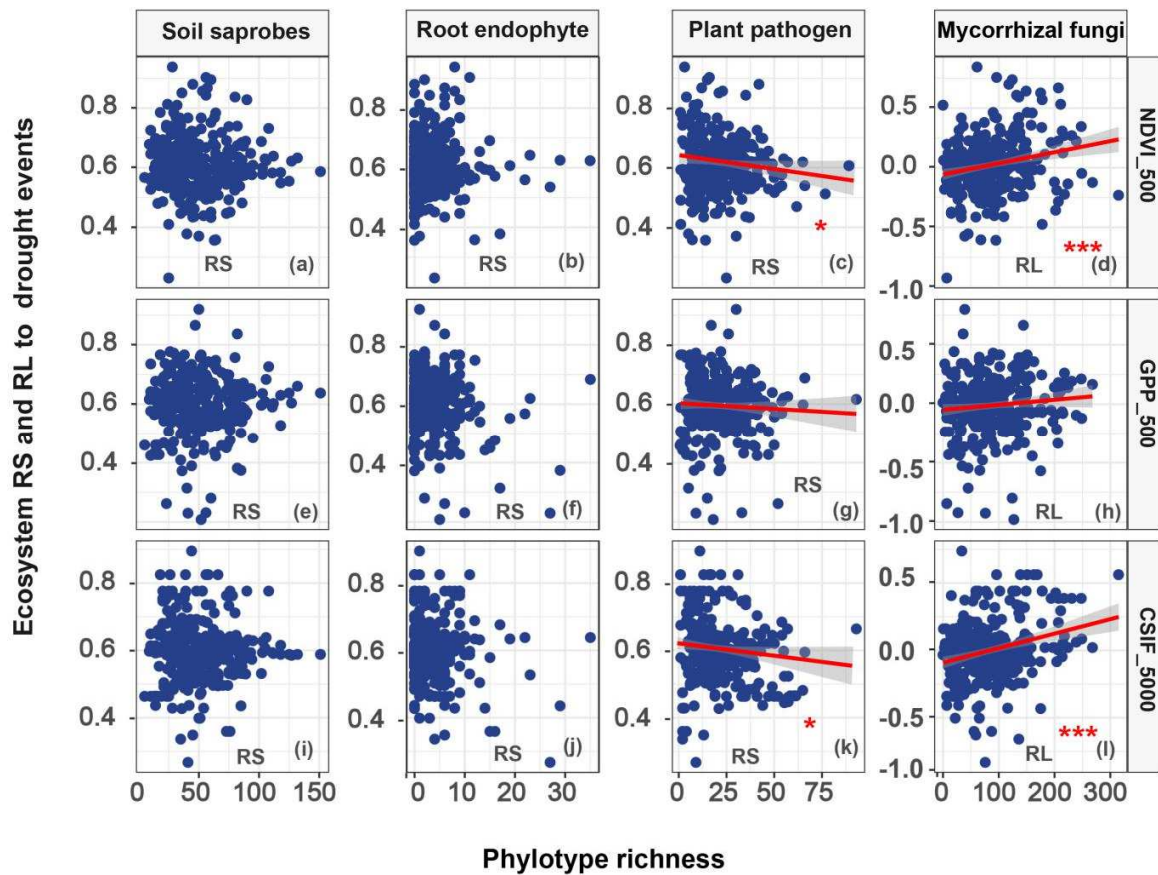 Soil saprobes
Root endophyte
Plant pathogen
Mycorrhizal fungi
Ecosystem RS and RL to drought events
0.8
0.6
0.4
RS (a)
0.8
0.6
0.4
RS (b)
0.8
0.6
0.4
*
RS (c)
0.5
0.0
-0.5
-1.0
***
RL (d)
NDVI_500
0.8
0.6
0.4
RS (e)
0.8
0.6
0.4
RS (f)
0.8
0.6
0.4
RS (g)
0.5
0.0
-0.5
-1.0
RL (h)
GPP_500
0.8
0.6
0.4
RS (i)
0.8
0.6
0.4
RS (j)
0.8
0.6
0.4
*
RS (k)
0.5
0.0
-0.5
-1.0
***
RL (l)
CSIF_5000
0 50 100 150
0 10 20 30
0 25 50 75
0 100 200 300
Phylotype richness